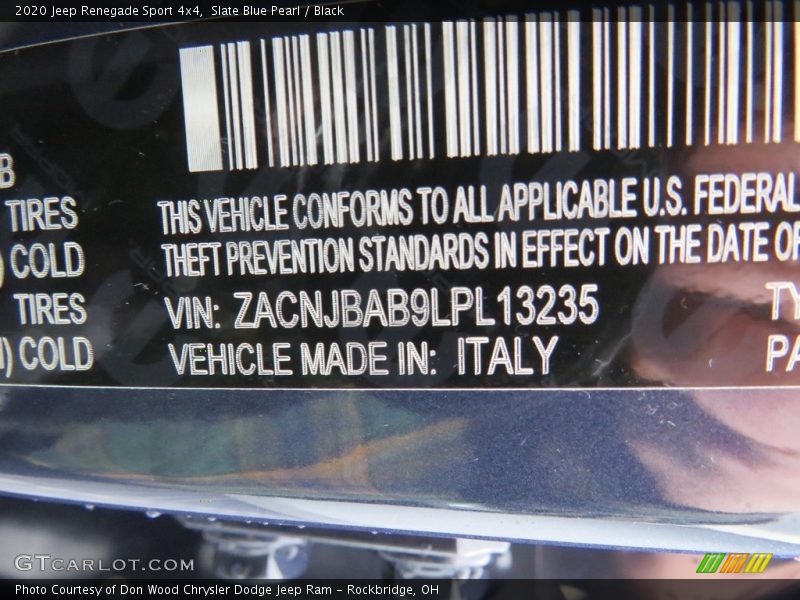 2020 Jeep Renegade Sport 4x4,  Slate Blue Pearl / Black
B
TIRES
COLD
TIRES
) COLD
THIS VEHICLE CONFORMS TO ALL APPLICABLE U.S. FEDERAL
THEFT PREVENTION STANDARDS IN EFFECT ON THE DATE OF
VIN: ZACNJBAB9LPL13235
VEHICLE MADE IN: ITALY
TY
PA
GTCARLOT.COM
Photo Courtesy of Don Wood Chrysler Dodge Jeep Ram - Rockbridge, OH